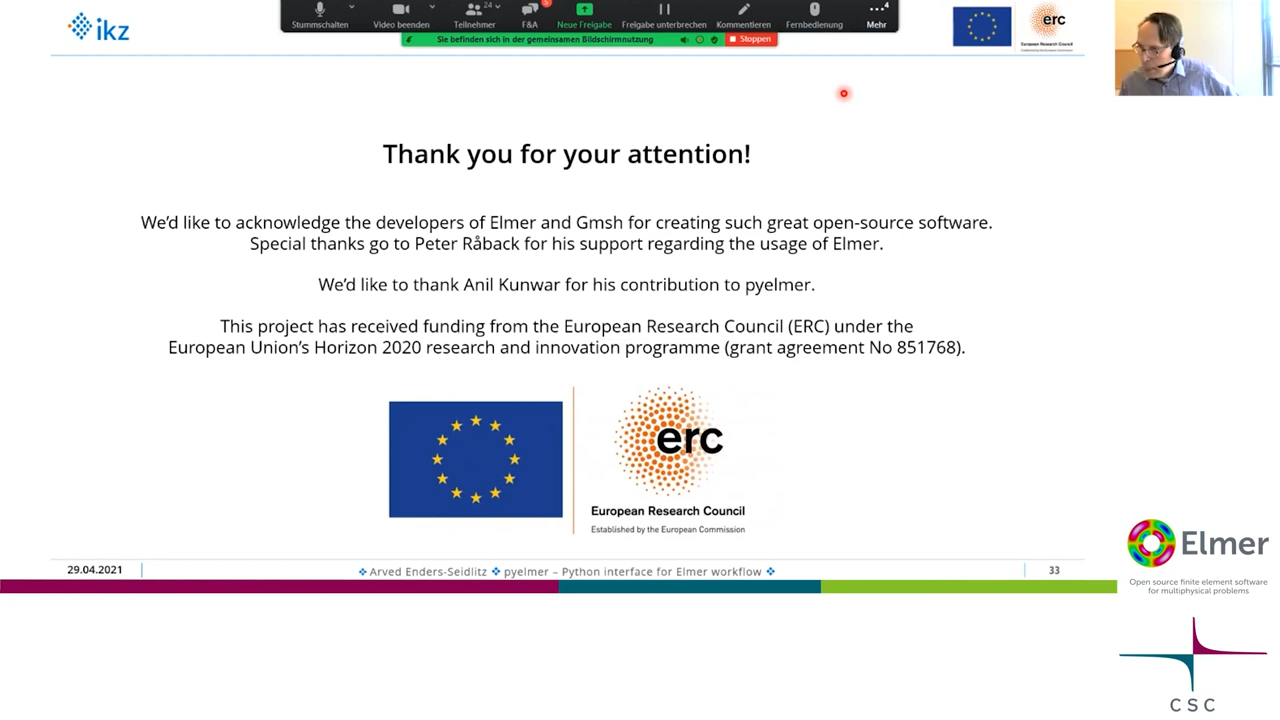 ikz
Stummschalten
Video beenden
Teilnehmer
24
F&A
Neue Freigabe
Freigabe unterbrechen
Kommentieren
Fernbedienung
Mehr
Sie befinden sich in der gemeinsamen Bildschirmnutzung
Stoppen
erc
Thank you for your attention!
We'd like to acknowledge the developers of Elmer and Gmsh for creating such great open-source software.
Special thanks go to Peter Råback for his support regarding the usage of Elmer.
We'd like to thank Anil Kunwar for his contribution to pyelmer.
This project has received funding from the European Research Council (ERC) under the
European Union's Horizon 2020 research and innovation programme (grant agreement No 851768).
erc
European Research Council
Established by the European Commission
29.04.2021
Arved Enders-Seidlitz ❖ pyelmer – Python interface for Elmer workflow
33
Elmer
Open source finite element software
for multiphysical problems
CSC